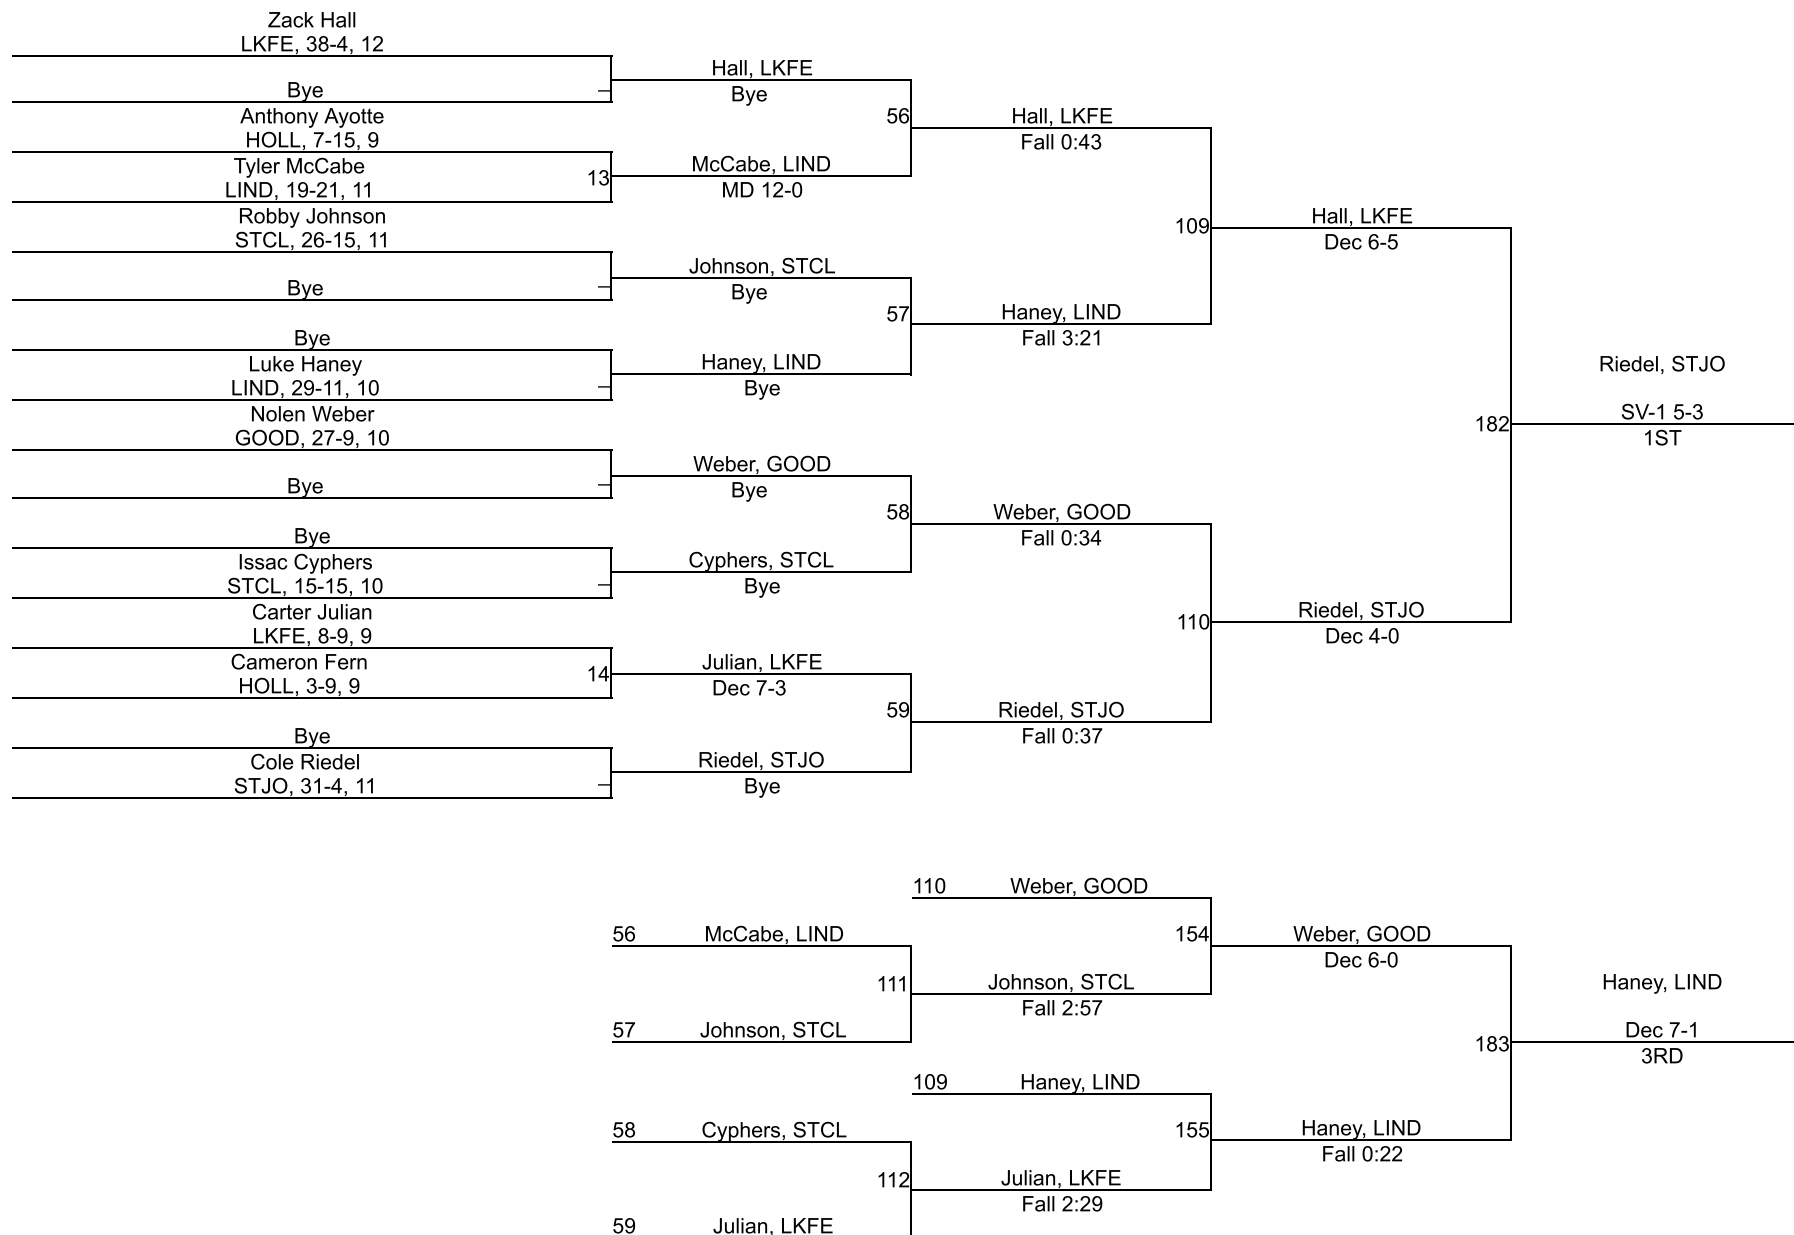 Zack Hall
LKFE, 38-4, 12
Bye
Anthony Ayotte
HOLL, 7-15, 9
Tyler McCabe
LIND, 19-21, 11
13
Robby Johnson
STCL, 26-15, 11
Bye
Bye
Luke Haney
LIND, 29-11, 10
Nolen Weber
GOOD, 27-9, 10
Bye
Bye
Issac Cyphers
STCL, 15-15, 10
Carter Julian
LKFE, 8-9, 9
Cameron Fern
HOLL, 3-9, 9
14
Bye
Cole Riedel
STJO, 31-4, 11
Hall, LKFE
Bye
56
McCabe, LIND
MD 12-0
Johnson, STCL
Bye
57
Haney, LIND
Bye
Weber, GOOD
Bye
58
Cyphers, STCL
Bye
Julian, LKFE
Dec 7-3
59
Riedel, STJO
Bye
Hall, LKFE
Fall 0:43
109
Haney, LIND
Fall 3:21
Weber, GOOD
Fall 0:34
110
Riedel, STJO
Fall 0:37
Hall, LKFE
Dec 6-5
182
Riedel, STJO
Dec 4-0
Riedel, STJO
SV-1 5-3
1ST
56 McCabe, LIND
111
57 Johnson, STCL
58 Cyphers, STCL
112
59 Julian, LKFE
110 Weber, GOOD
154
Johnson, STCL
Fall 2:57
109 Haney, LIND
155
Julian, LKFE
Fall 2:29
Weber, GOOD
Dec 6-0
183
Haney, LIND
Fall 0:22
Haney, LIND
Dec 7-1
3RD